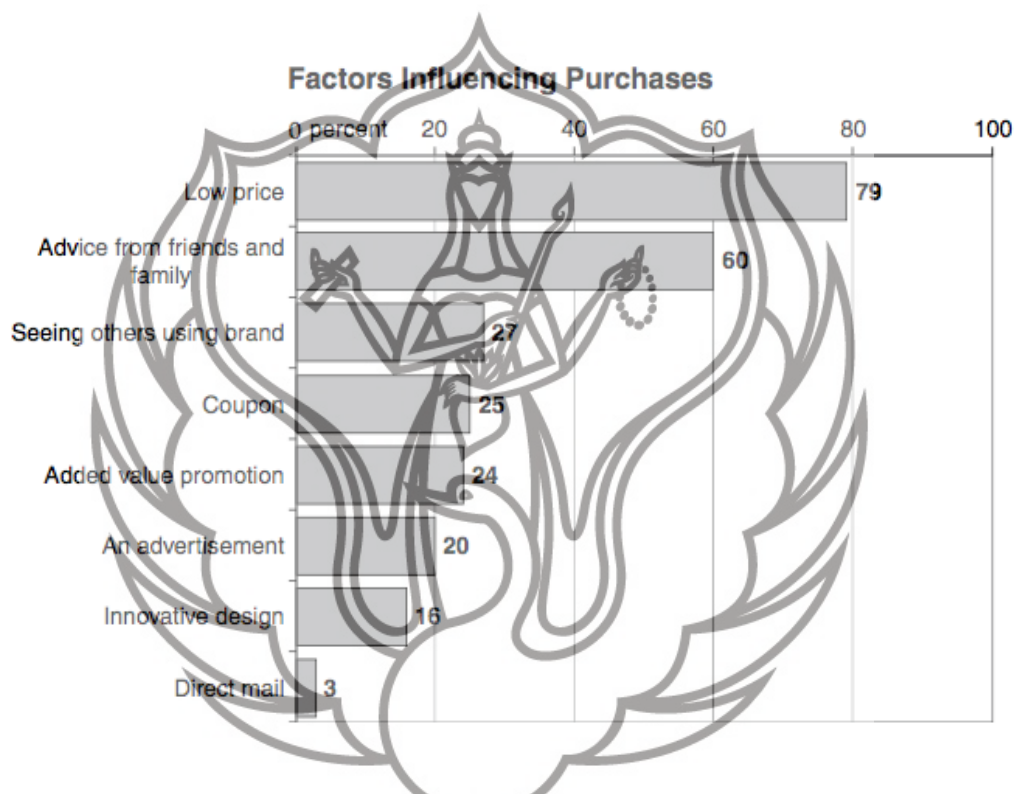 Factors Influencing Purchases
0 percent 20 40 60 80 100
Low price 79
Advice from friends and
family 60
Seeing others using brand 27
Coupon 25
Added value promotion 24
An advertisement 20
Innovative design 16
Direct mail 3